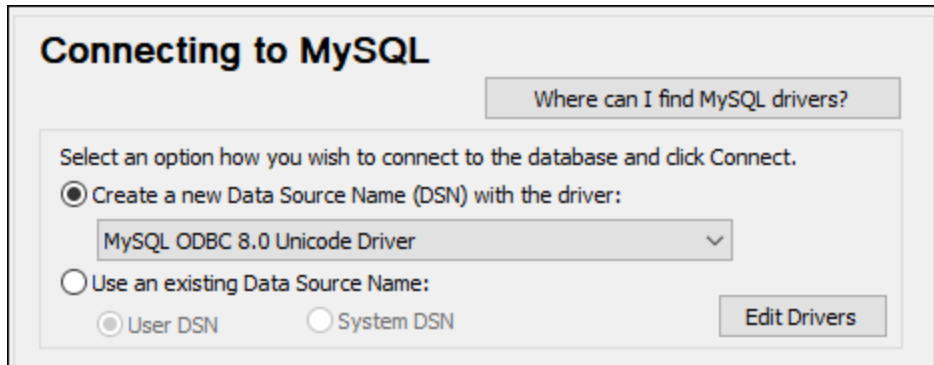 Connecting to MySQL
Where can I find MySQL drivers?
Select an option how you wish to connect to the database and click Connect.
Create a new Data Source Name (DSN) with the driver:
MySQL ODBC 8.0 Unicode Driver
Use an existing Data Source Name:
User DSN System DSN Edit Drivers